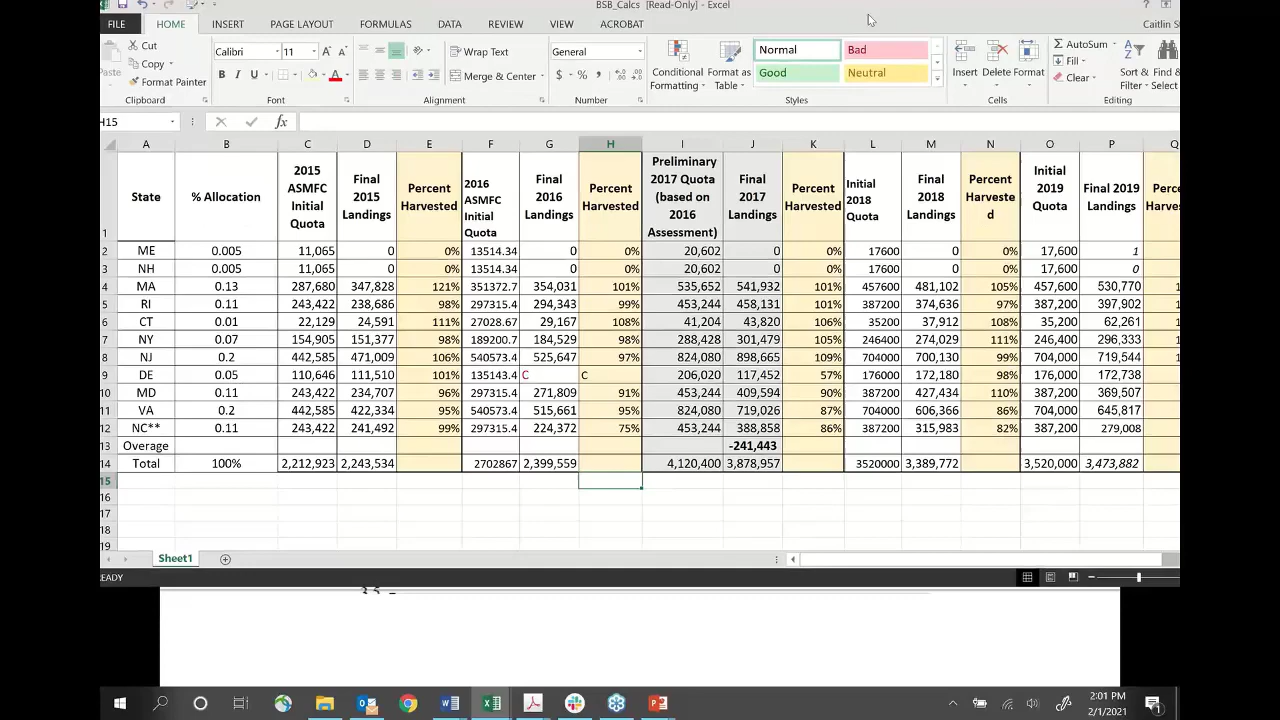 BSB_Calcs [Read-Only] - Excel
FILE HOME INSERT PAGE LAYOUT FORMULAS DATA REVIEW VIEW ACROBAT Caitlin
Cut Calibri 11 Wrap Text General Normal Bad AutoSum
Copy Conditional Format as Good Neutral Insert Delete Format Fill Sort & Find &
Paste Format Painter B I U Merge & Center $ % , Formatting Table Clear Filter Select
Clipboard Font Alignment Number Styles Cells Editing
H15 fx
A B C D E F G H I J K L M N O P Q
1 State % Allocation 2015 ASMFC Initial Quota Final 2015 Landings Percent Harvested 2016 ASMFC Initial Quota Final 2016 Landings Percent Harvested Preliminary 2017 Quota (based on 2016 Assessment) Final 2017 Landings Percent Harvested Initial 2018 Quota Final 2018 Landings Percent Harvested Initial 2019 Quota Final 2019 Landings
2 ME 0.005 11,065 0 0% 13514.34 0 0% 20,602 0 0% 17600 0 0% 17,600 1
3 NH 0.005 11,065 0 0% 13514.34 0 0% 20,602 0 0% 17600 0 0% 17,600 0
4 MA 0.13 287,680 347,828 121% 351372.7 354,031 101% 535,652 541,932 101% 457600 481,102 105% 457,600 530,770
5 RI 0.11 243,422 238,686 98% 297315.4 294,343 99% 453,244 458,131 101% 387200 374,636 97% 387,200 397,902
6 CT 0.01 22,129 24,591 111% 27028.67 29,167 108% 41,204 43,820 106% 35200 37,912 108% 35,200 62,261
7 NY 0.07 154,905 151,377 98% 189200.7 184,529 98% 288,428 301,479 105% 246400 274,029 111% 246,400 296,333
8 NJ 0.2 442,585 471,009 106% 540573.4 525,647 97% 824,080 898,665 109% 704000 700,130 99% 704,000 719,544
9 DE 0.05 110,646 111,510 101% 135143.4 C C 206,020 117,452 57% 176000 172,180 98% 176,000 172,738
10 MD 0.11 243,422 234,707 96% 297315.4 271,809 91% 453,244 409,594 90% 387200 427,434 110% 387,200 369,507
11 VA 0.2 442,585 422,334 95% 540573.4 515,661 95% 824,080 719,026 87% 704000 606,366 86% 704,000 645,817
12 NC** 0.11 243,422 241,492 99% 297315.4 224,372 75% 453,244 388,858 86% 387200 315,983 82% 387,200 279,008
13 Overage -241,443
14 Total 100% 2,212,923 2,243,534 2702867 2,399,559 4,120,400 3,878,957 3520000 3,389,772 3,520,000 3,473,882
15
16
17
18
19
Sheet1
EADY
2:01 PM
2/1/2021